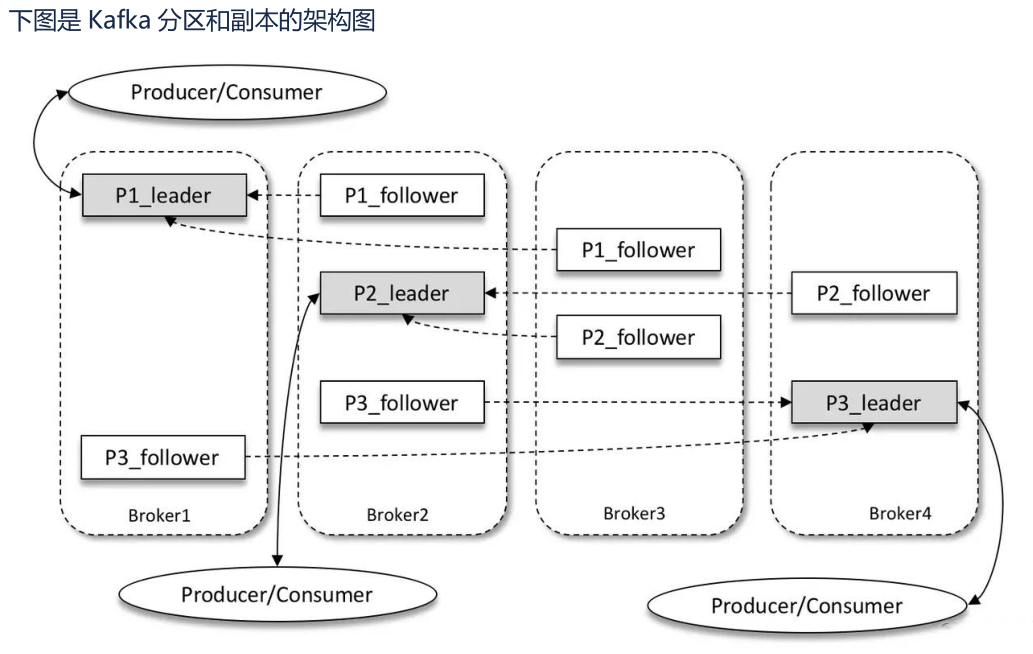 下图是 Kafka 分区和副本的架构图
Producer/Consumer
P1_leader
P1_follower
P1_follower
P2_leader
P2_follower
P2_follower
P3_follower
P3_leader
P3_follower
Broker1
Broker2
Broker3
Broker4
Producer/Consumer
Producer/Consumer